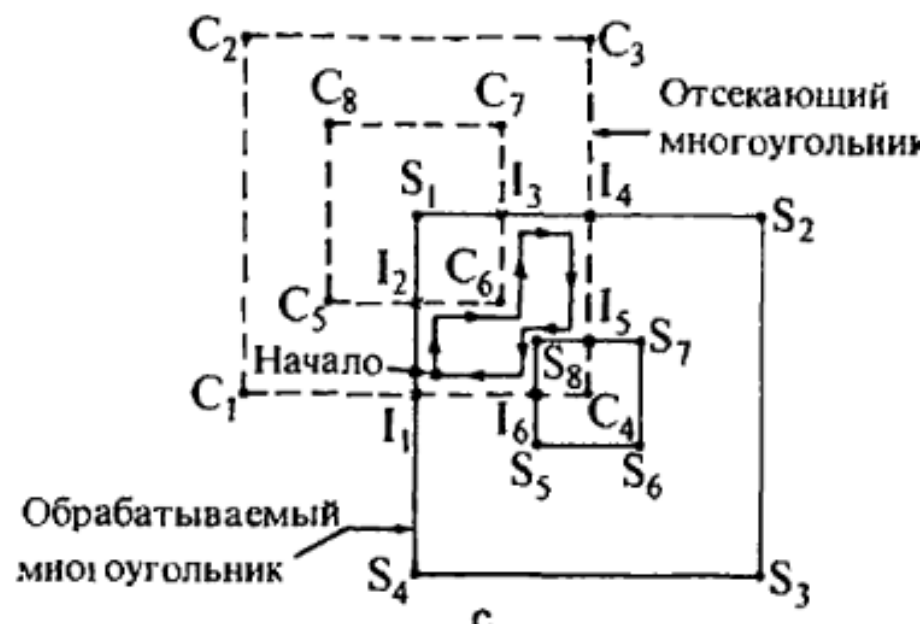 C₂
C₃
C₈
C₇
Отсекающий
многоугольник
S₁
I₃
I₄
S₂
I₂
C₆
C₅
I₅
S₇
Начало
S₈
C₁
I₁
I₆
C₄
S₅
S₆
Обрабатываемый
многоугольник
S₄
S₃
c